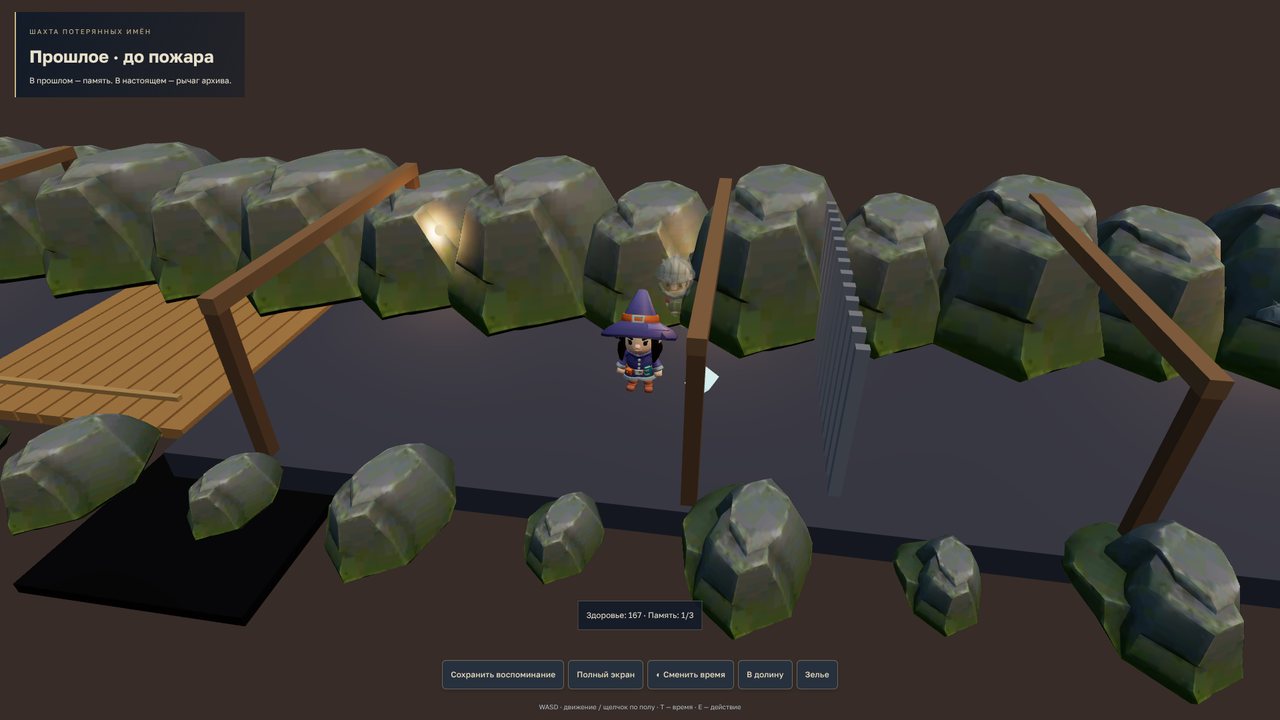 ШАХТА ПОТЕРЯННЫХ ИМЁН
Прошлое · до пожара
В прошлом — память. В настоящем — рычаг архива.
Здоровье: 167 · Память: 1/3
Сохранить воспоминание
Полный экран
Сменить время
В долину
Зелье
WASD · движение / щелчок по полу · T — время · E — действие